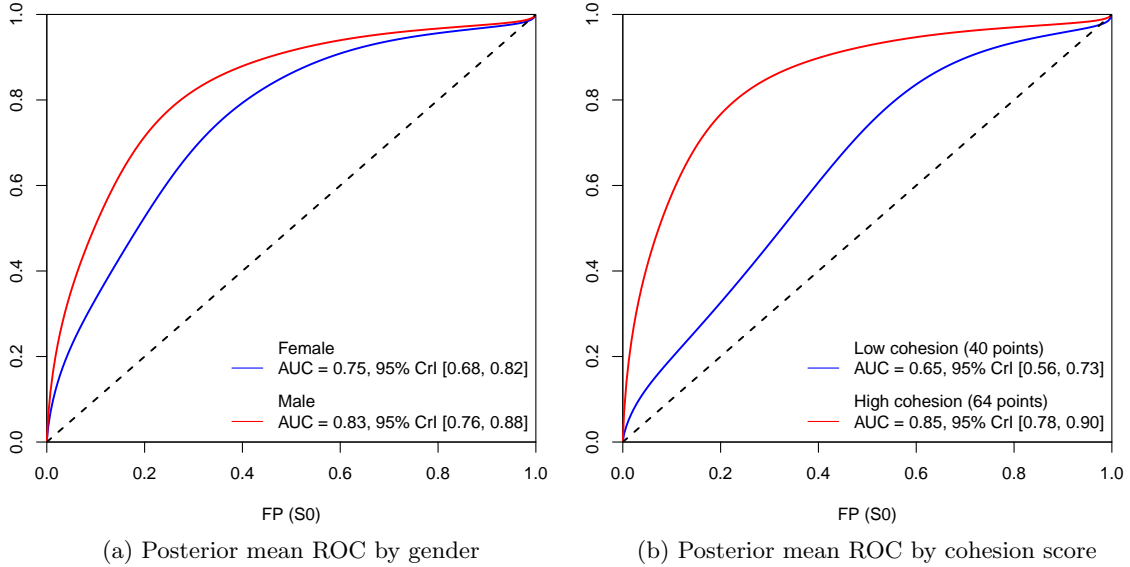 1.0
0.8
0.6
0.4
0.2
0.0
Female
AUC = 0.75, 95% CrI [0.68, 0.82]
Male
AUC = 0.83, 95% CrI [0.76, 0.88]
0.0 0.2 0.4 0.6 0.8 1.0
FP (S0)
(a) Posterior mean ROC by gender
1.0
0.8
0.6
0.4
0.2
0.0
Low cohesion (40 points)
AUC = 0.65, 95% CrI [0.56, 0.73]
High cohesion (64 points)
AUC = 0.85, 95% CrI [0.78, 0.90]
0.0 0.2 0.4 0.6 0.8 1.0
FP (S0)
(b) Posterior mean ROC by cohesion score